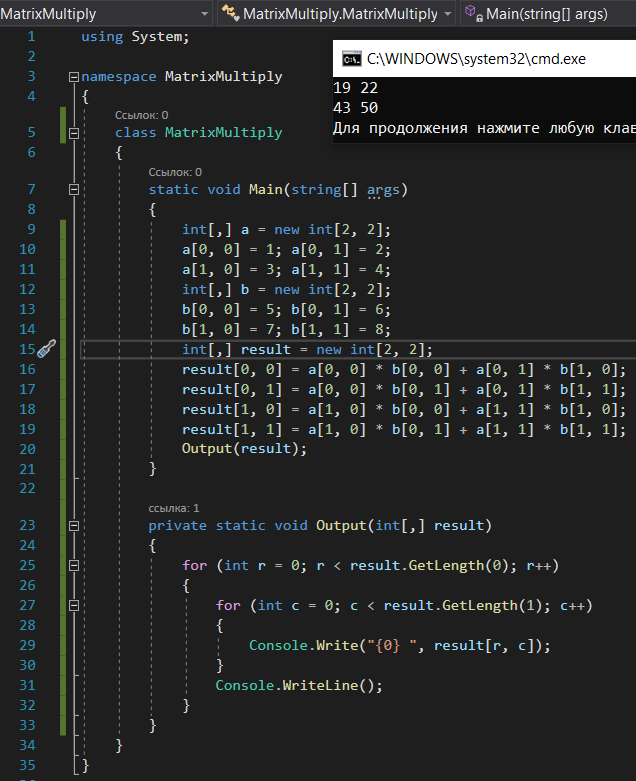 MatrixMultiply MatrixMultiply.MatrixMultiply Main(string[] args)
C:\WINDOWS\system32\cmd.exe
19 22
43 50
Для продолжения нажмите любую клав
1 using System;
2
3 namespace MatrixMultiply
4 {
Ссылок: 0
5 class MatrixMultiply
6 {
Ссылок: 0
7 static void Main(string[] args)
8 {
9 int[,] a = new int[2, 2];
10 a[0, 0] = 1; a[0, 1] = 2;
11 a[1, 0] = 3; a[1, 1] = 4;
12 int[,] b = new int[2, 2];
13 b[0, 0] = 5; b[0, 1] = 6;
14 b[1, 0] = 7; b[1, 1] = 8;
15 int[,] result = new int[2, 2];
16 result[0, 0] = a[0, 0] * b[0, 0] + a[0, 1] * b[1, 0];
17 result[0, 1] = a[0, 0] * b[0, 1] + a[0, 1] * b[1, 1];
18 result[1, 0] = a[1, 0] * b[0, 0] + a[1, 1] * b[1, 0];
19 result[1, 1] = a[1, 0] * b[0, 1] + a[1, 1] * b[1, 1];
20 Output(result);
21 }
22
ссылка: 1
23 private static void Output(int[,] result)
24 {
25 for (int r = 0; r < result.GetLength(0); r++)
26 {
27 for (int c = 0; c < result.GetLength(1); c++)
28 {
29 Console.Write("{0} ", result[r, c]);
30 }
31 Console.WriteLine();
32 }
33 }
34 }
35 }